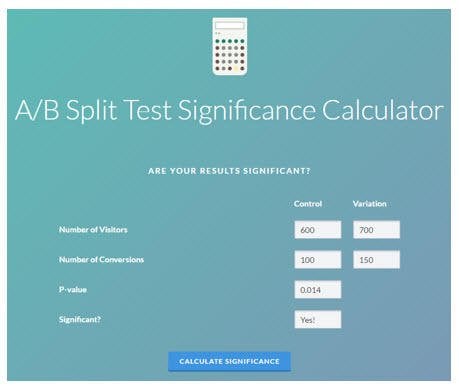 A/B Split Test Significance Calculator
ARE YOUR RESULTS SIGNIFICANT?
Control Variation
Number of Visitors 600 700
Number of Conversions 100 150
P-value 0.014
Significant? Yes!
CALCULATE SIGNIFICANCE